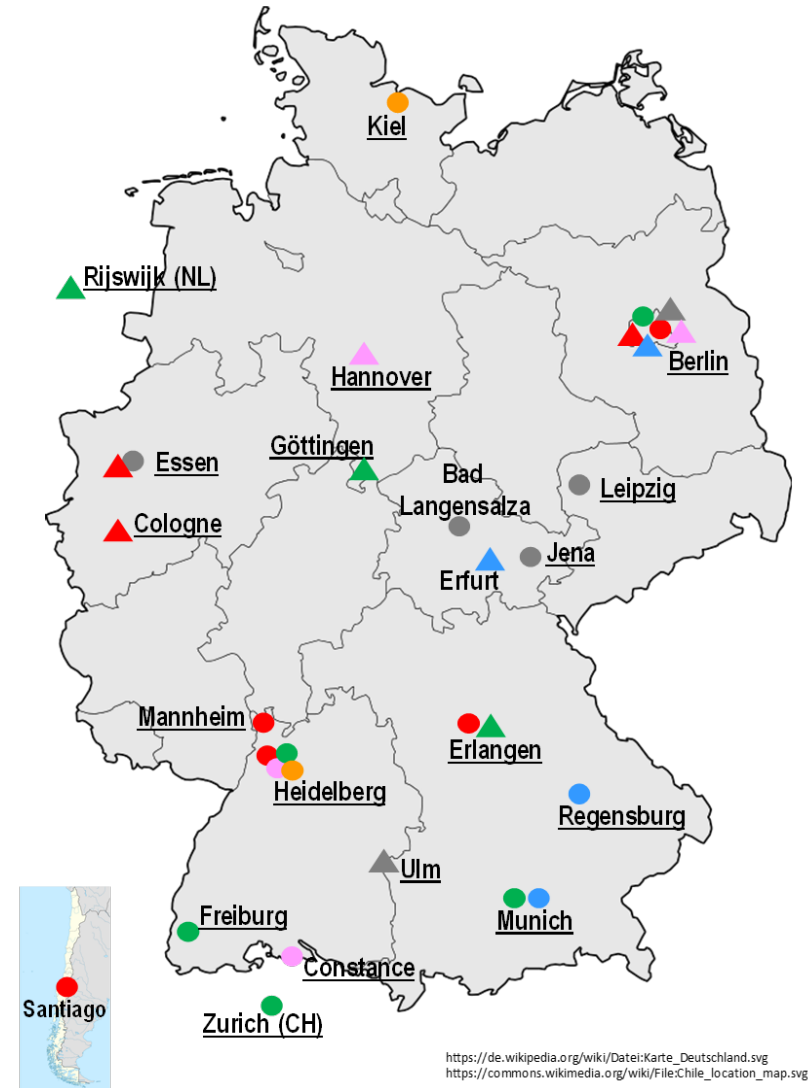 Kiel
Rijswijk (NL)
Hannover
Berlin
Göttingen
Essen
Bad
Langensalza
Leipzig
Cologne
Jena
Erfurt
Mannheim
Erlangen
Heidelberg
Regensburg
Ulm
Freiburg
Munich
Constance
Santiago
Zurich (CH)
https://de.wikipedia.org/wiki/Datei:Karte_Deutschland.svg
https://commons.wikimedia.org/wiki/File:Chile_location_map.svg